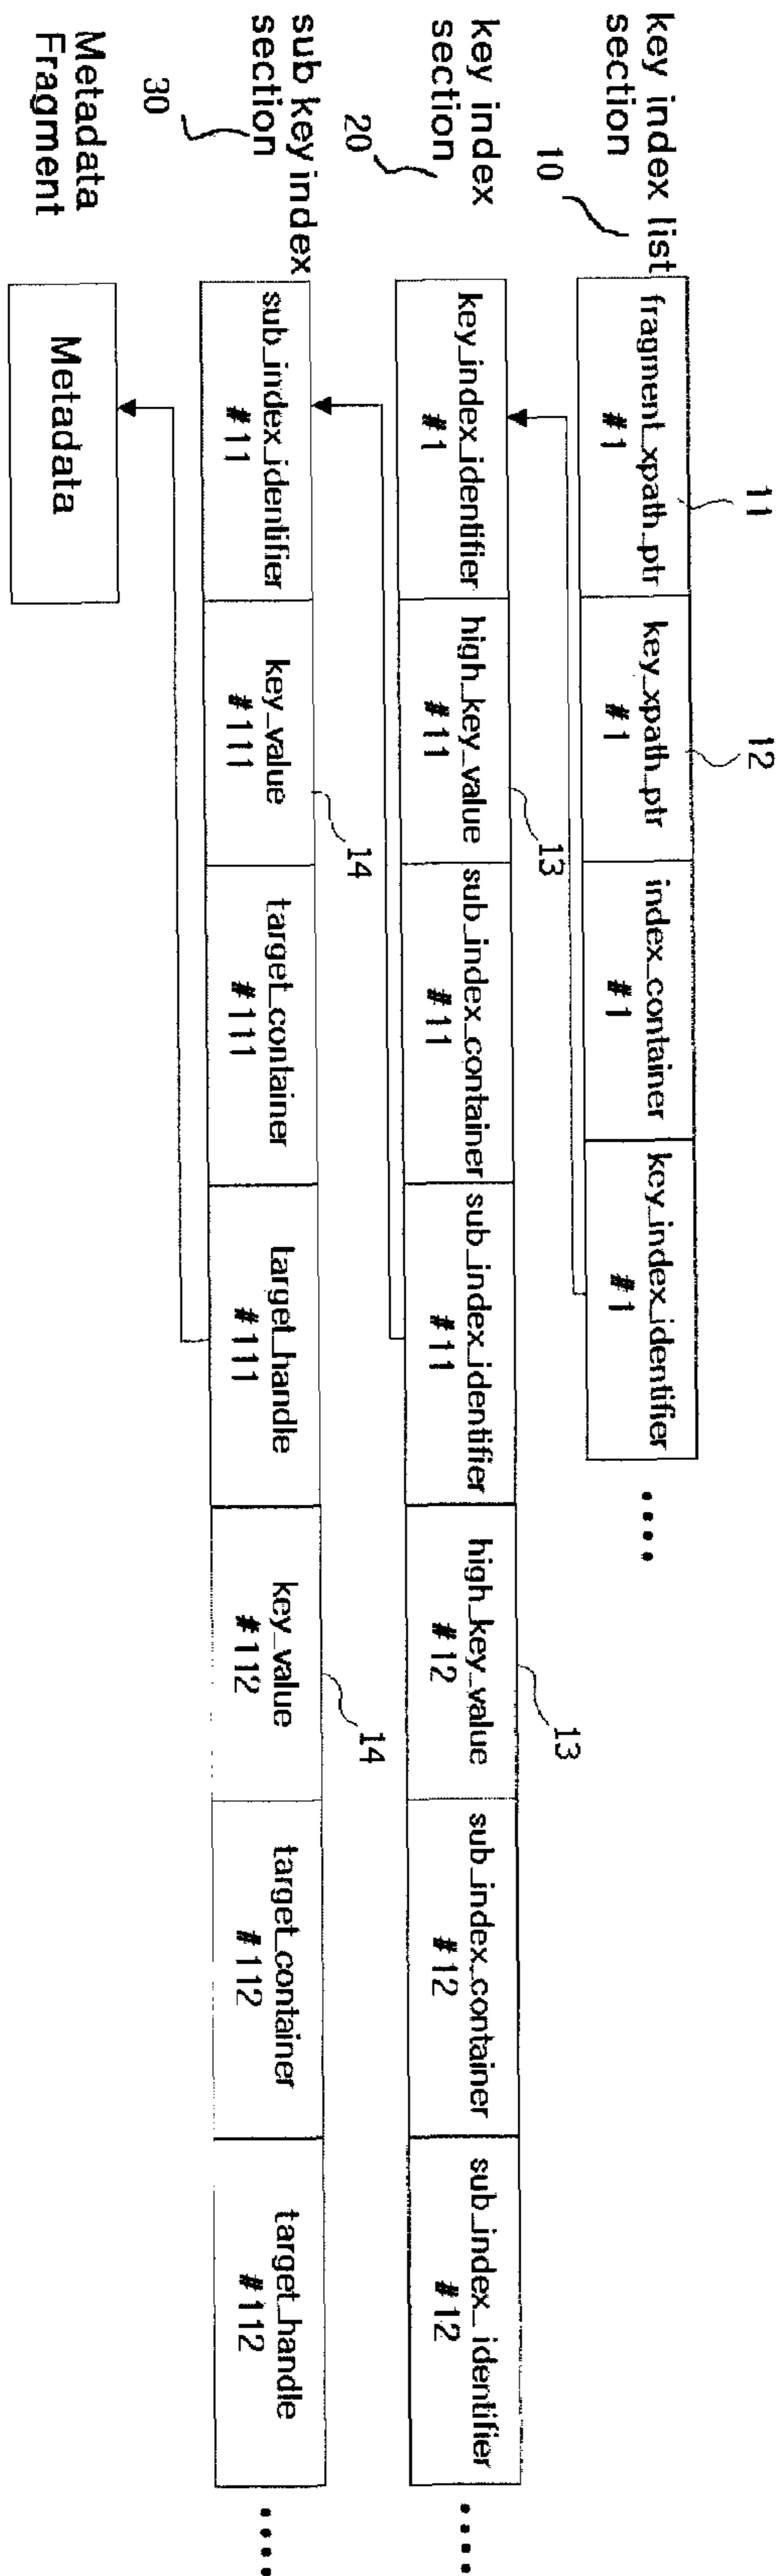 11
12
key index list
section
10
fragment_xpath_ptr
#1
key_xpath_ptr
#1
index_container
#1
key_index_identifier
#1
....
13
13
key index
section
20
key_index_identifier
#1
high_key_value
#11
sub_index_container
#11
sub_index_identifier
#11
high_key_value
#12
sub_index_container
#12
sub_index_identifier
#12
....
14
14
sub key index
section
30
sub_index_identifier
#11
key_value
#111
target_container
#111
target_handle
#111
key_value
#112
target_container
#112
target_handle
#112
....
Metadata
Fragment
Metadata